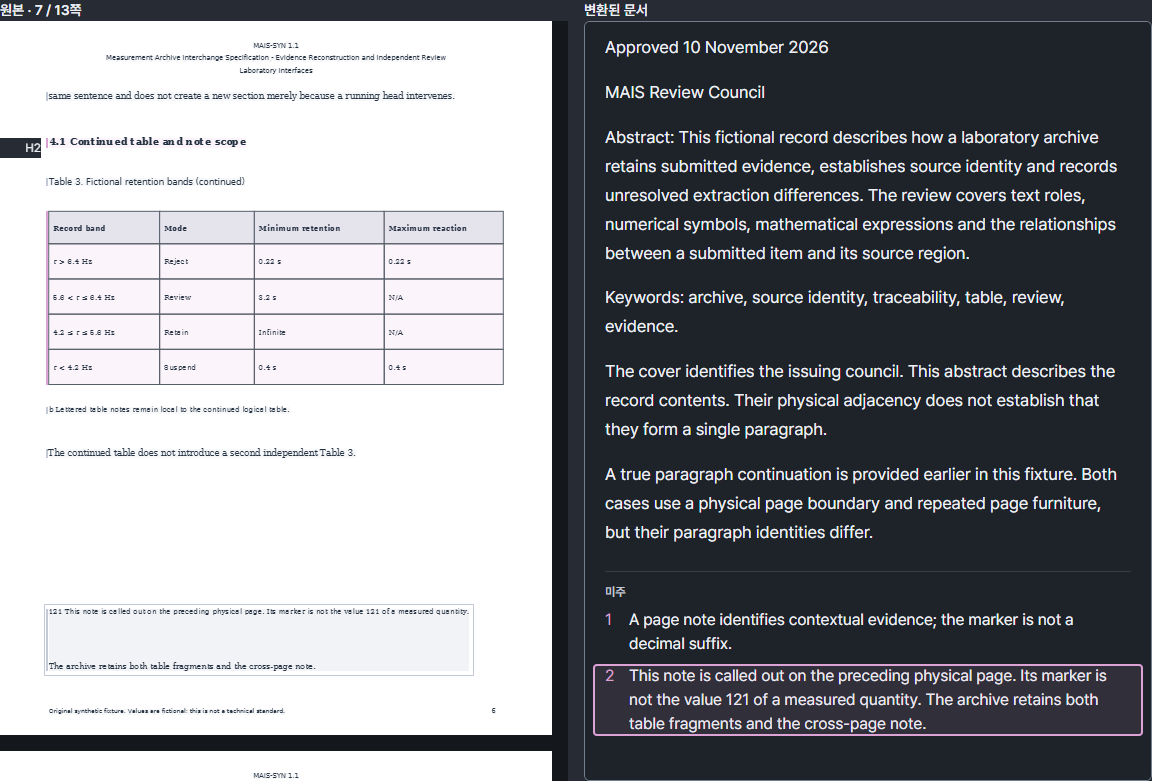 원본 · 7 / 13쪽
MAIS-SYN 1.1
Measurement Archive Interchange Specification - Evidence Reconstruction and Independent Review
Laboratory Interfaces
same sentence and does not create a new section merely because a running head intervenes.
H2
4.1 Continued table and note scope
Table 3. Fictional retention bands (continued)
Record band Mode Minimum retention Maximum reaction
r > 6.4 Hz Reject 0.22 s 0.22 s
5.6 < r ≤ 6.4 Hz Review 3.2 s N/A
4.2 ≤ r ≤ 5.6 Hz Retain Infinite N/A
r < 4.2 Hz Suspend 0.4 s 0.4 s
b Lettered table notes remain local to the continued logical table.
The continued table does not introduce a second independent Table 3.
121 This note is called out on the preceding physical page. Its marker is not the value 121 of a measured quantity.
The archive retains both table fragments and the cross-page note.
Original synthetic fixture. Values are fictional: this is not a technical standard.
6
MAIS-SYN 1.1
변환된 문서
Approved 10 November 2026
MAIS Review Council
Abstract: This fictional record describes how a laboratory archive
retains submitted evidence, establishes source identity and records
unresolved extraction differences. The review covers text roles,
numerical symbols, mathematical expressions and the relationships
between a submitted item and its source region.
Keywords: archive, source identity, traceability, table, review,
evidence.
The cover identifies the issuing council. This abstract describes the
record contents. Their physical adjacency does not establish that
they form a single paragraph.
A true paragraph continuation is provided earlier in this fixture. Both
cases use a physical page boundary and repeated page furniture,
but their paragraph identities differ.
미주
1 A page note identifies contextual evidence; the marker is not a
decimal suffix.
2 This note is called out on the preceding physical page. Its marker is
not the value 121 of a measured quantity. The archive retains both
table fragments and the cross-page note.